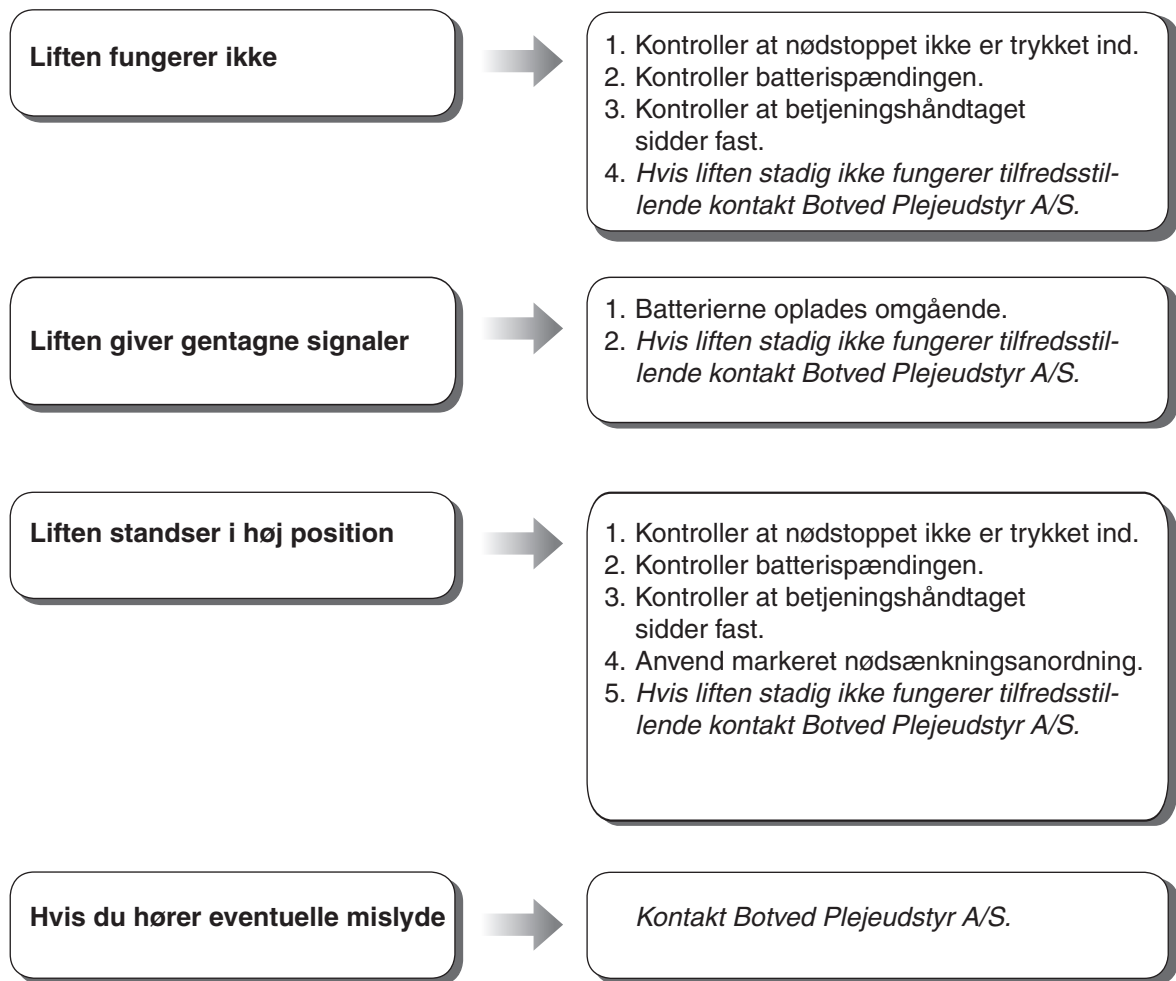 Liften fungerer ikke
1. Kontroller at nødstoppet ikke er trykket ind.
2. Kontroller batterispændingen.
3. Kontroller at betjeningshåndtaget
sidder fast.
4. Hvis liften stadig ikke fungerer tilfredsstil-
lende kontakt Botved Plejeudstyr A/S.
Liften giver gentagne signaler
1. Batterierne oplades omgående.
2. Hvis liften stadig ikke fungerer tilfredsstil-
lende kontakt Botved Plejeudstyr A/S.
Liften standser i høj position
1. Kontroller at nødstoppet ikke er trykket ind.
2. Kontroller batterispændingen.
3. Kontroller at betjeningshåndtaget
sidder fast.
4. Anvend markeret nødsænkningsanordning.
5. Hvis liften stadig ikke fungerer tilfredsstil-
lende kontakt Botved Plejeudstyr A/S.
Hvis du hører eventuelle mislyde
Kontakt Botved Plejeudstyr A/S.